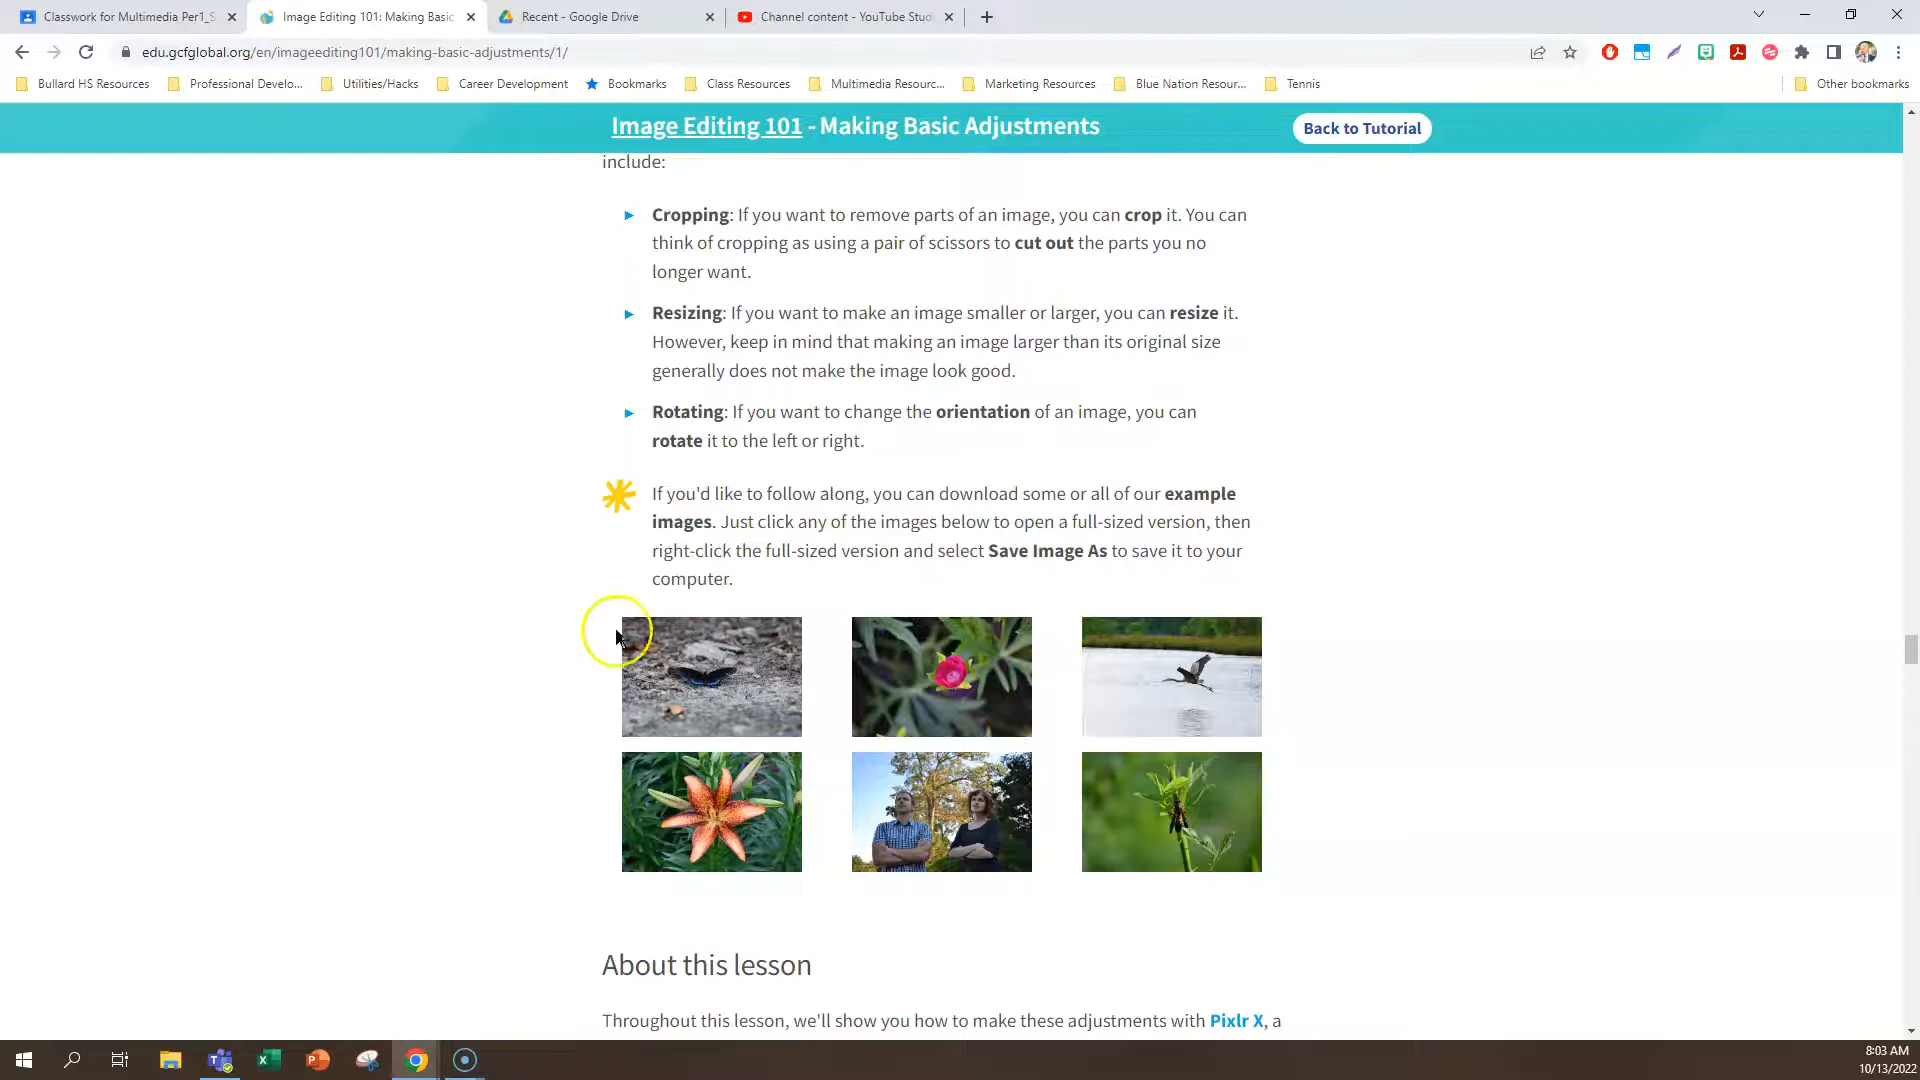 Classwork for Multimedia Per1_S
Image Editing 101: Making Basic
Recent - Google Drive
Channel content - YouTube Stud
edu.gcfglobal.org/en/imageediting101/making-basic-adjustments/1/
Bullard HS Resources
Professional Develo...
Utilities/Hacks
Career Development
Bookmarks
Class Resources
Multimedia Resourc...
Marketing Resources
Blue Nation Resour...
Tennis
Other bookmarks
Image Editing 101 - Making Basic Adjustments
Back to Tutorial
include:
Cropping: If you want to remove parts of an image, you can crop it. You can
think of cropping as using a pair of scissors to cut out the parts you no
longer want.
Resizing: If you want to make an image smaller or larger, you can resize it.
However, keep in mind that making an image larger than its original size
generally does not make the image look good.
Rotating: If you want to change the orientation of an image, you can
rotate it to the left or right.
If you'd like to follow along, you can download some or all of our example
images. Just click any of the images below to open a full-sized version, then
right-click the full-sized version and select Save Image As to save it to your
computer.
About this lesson
Throughout this lesson, we'll show you how to make these adjustments with Pixlr X, a
8:03 AM
10/13/2022